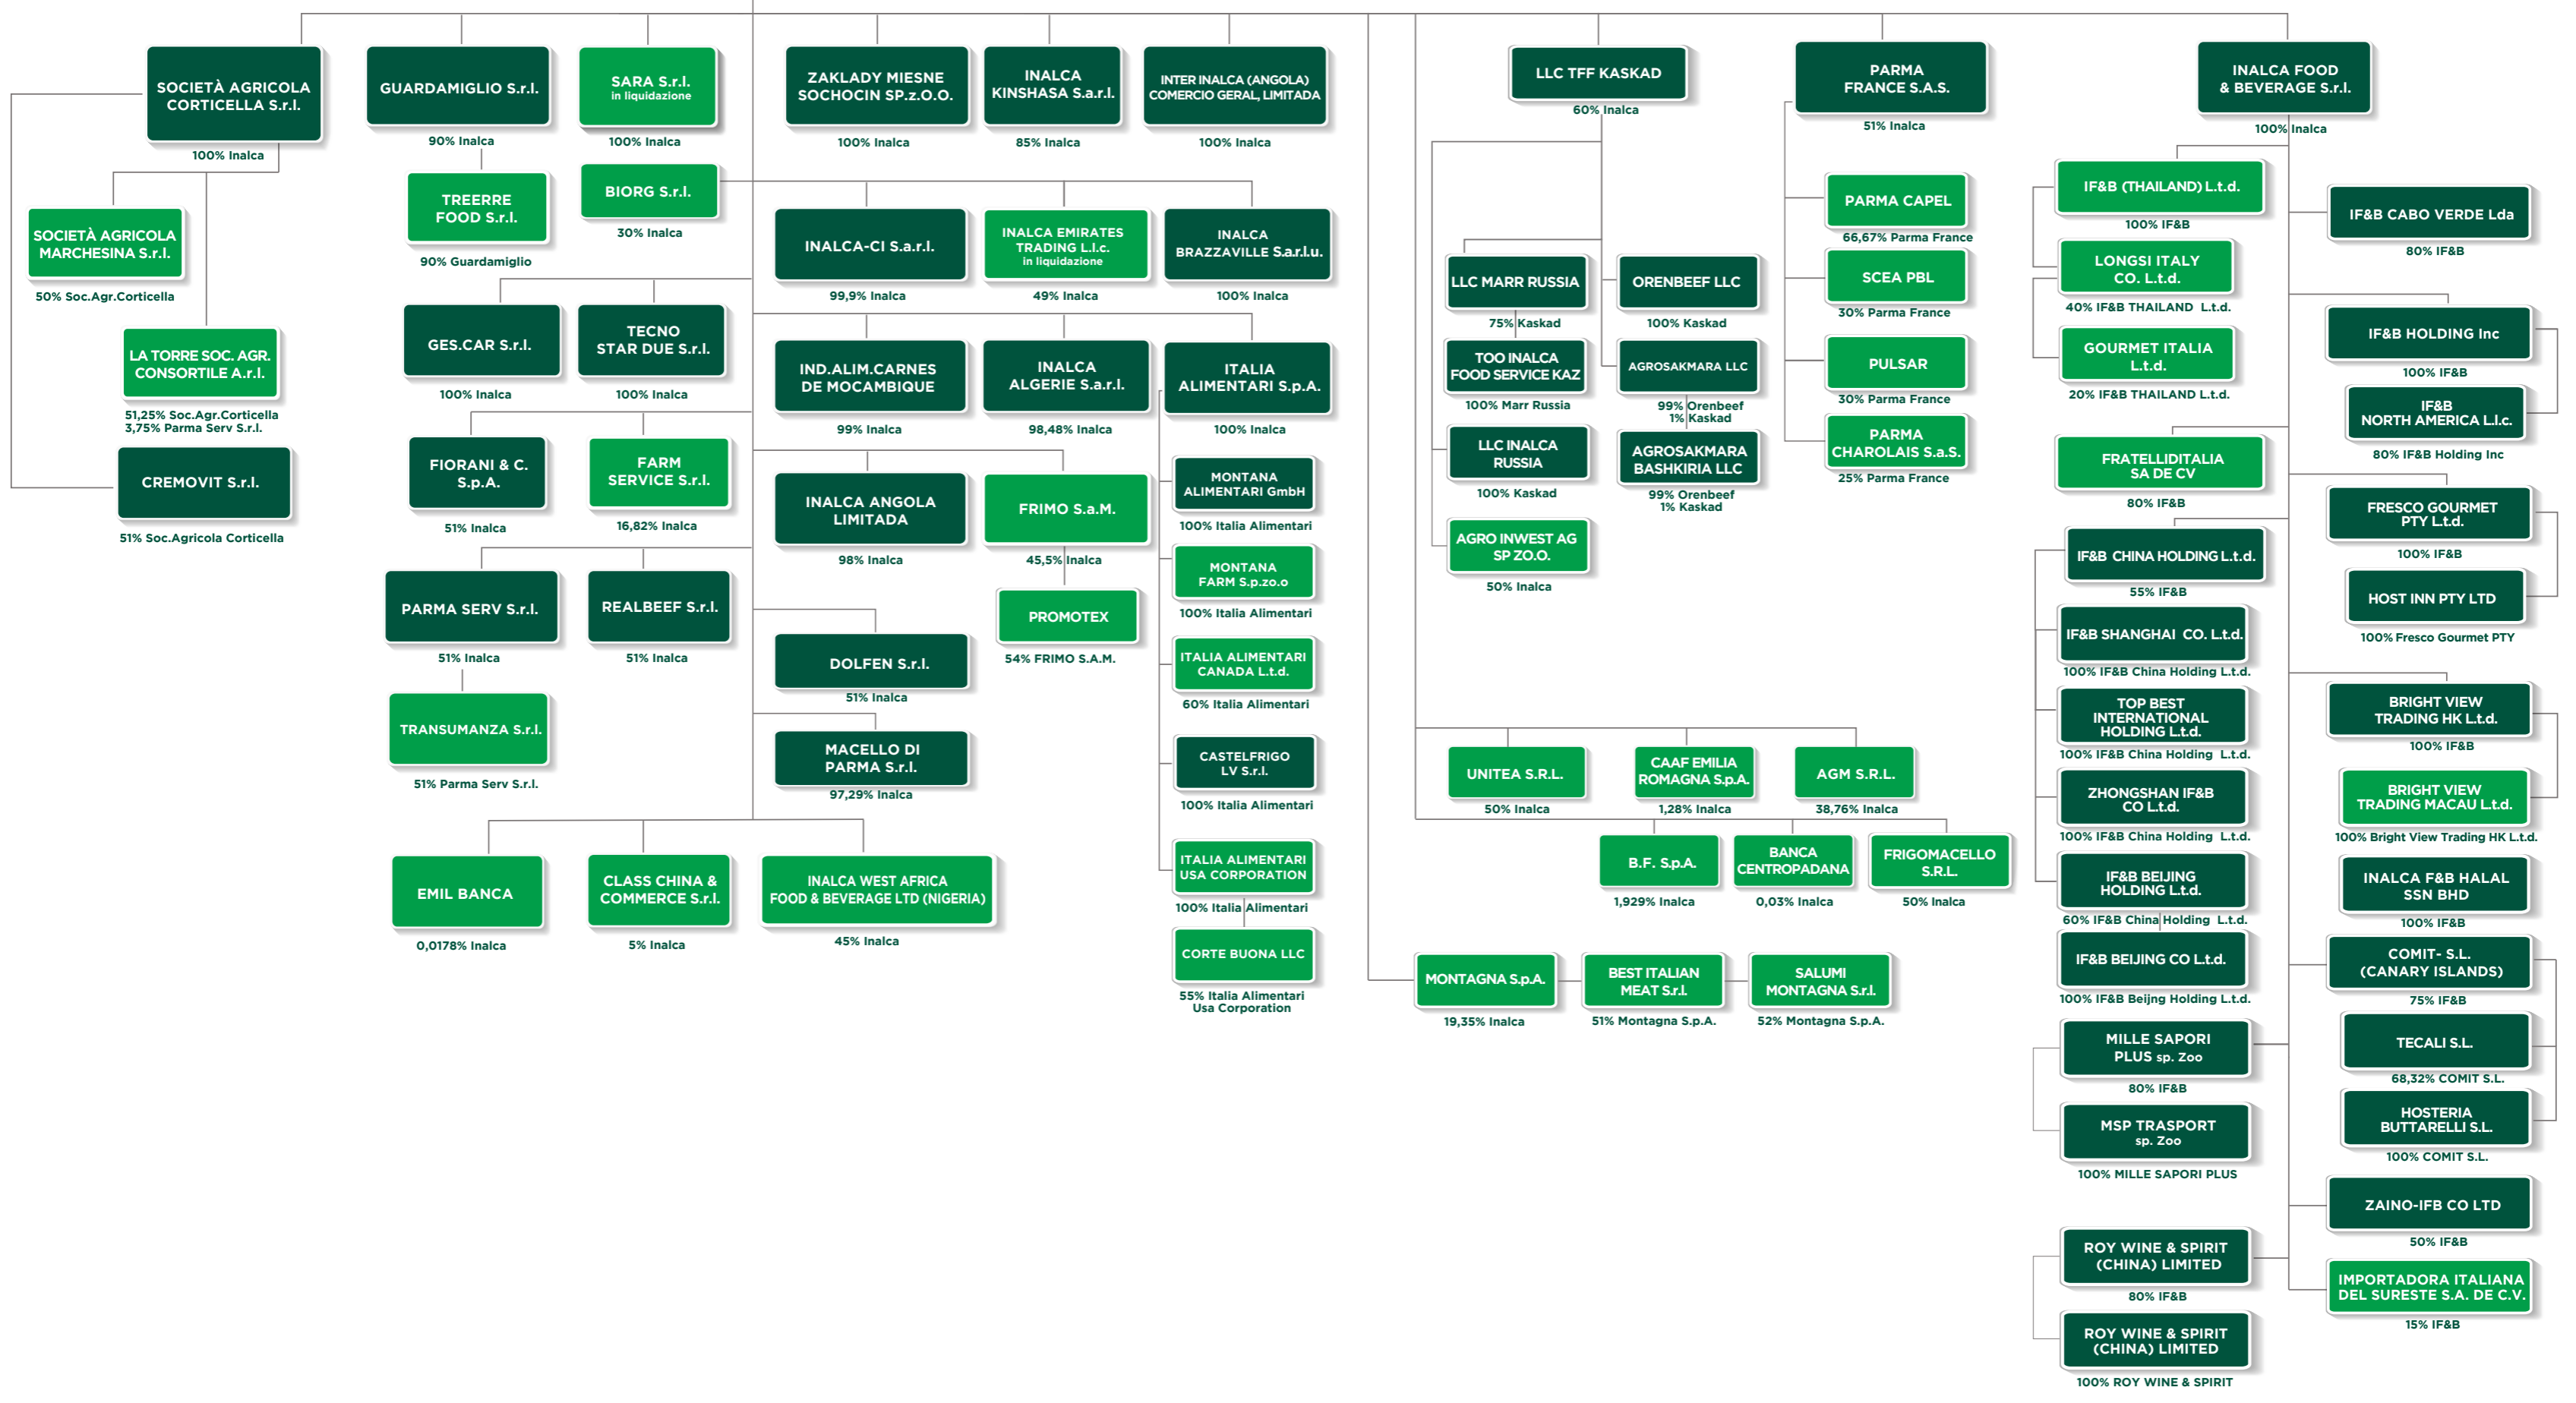 SOCIETÀ AGRICOLA
CORTICELLA S.r.l.
100% Inalca
SOCIETÀ AGRICOLA
MARCHESINA S.r.l.
50% Soc.Agr.Corticella
LA TORRE SOC. AGR.
CONSORTILE A.r.l.
51,25% Soc.Agr.Corticella
3,75% Parma Serv S.r.l.
CREMOVIT S.r.l.
51% Soc.Agricola Corticella
GUARDAMIGLIO S.r.l.
90% Inalca
TREERRE
FOOD S.r.l.
90% Guardamiglio
SARA S.r.l.
in liquidazione
100% Inalca
BIORG S.r.l.
30% Inalca
GES.CAR S.r.l.
100% Inalca
TECNO
STAR DUE S.r.l.
100% Inalca
FIORANI & C.
S.p.A.
51% Inalca
FARM
SERVICE S.r.l.
16,82% Inalca
PARMA SERV S.r.l.
51% Inalca
REALBEEF S.r.l.
51% Inalca
TRANSUMANZA S.r.l.
51% Parma Serv S.r.l.
EMIL BANCA
0,0178% Inalca
CLASS CHINA &
COMMERCE S.r.l.
5% Inalca
INALCA WEST AFRICA
FOOD & BEVERAGE LTD (NIGERIA)
45% Inalca
ZAKLADY MIESNE
SOCHOCIN SP.z.O.O.
100% Inalca
INALCA
KINSHASA S.a.r.l.
85% Inalca
INTER INALCA (ANGOLA)
COMERCIO GERAL, LIMITADA
100% Inalca
INALCA-CI S.a.r.l.
99,9% Inalca
INALCA EMIRATES
TRADING L.l.c.
in liquidazione
49% Inalca
INALCA
BRAZZAVILLE S.a.r.l.u.
100% Inalca
IND.ALIM.CARNES
DE MOCAMBIQUE
99% Inalca
INALCA
ALGERIE S.a.r.l.
98,48% Inalca
ITALIA
ALIMENTARI S.p.A.
100% Inalca
INALCA ANGOLA
LIMITADA
98% Inalca
FRIMO S.a.M.
45,5% Inalca
PROMOTEX
54% FRIMO S.A.M.
DOLFEN S.r.l.
51% Inalca
MACELLO DI
PARMA S.r.l.
97,29% Inalca
MONTANA
ALIMENTARI GmbH
100% Italia Alimentari
MONTANA
FARM S.p.zo.o
100% Italia Alimentari
ITALIA ALIMENTARI
CANADA L.t.d.
60% Italia Alimentari
CASTELFRIGO
LV S.r.l.
100% Italia Alimentari
ITALIA ALIMENTARI
USA CORPORATION
100% Italia Alimentari
CORTE BUONA LLC
55% Italia Alimentari
Usa Corporation
LLC TFF KASKAD
60% Inalca
LLC MARR RUSSIA
75% Kaskad
ORENBEEF LLC
100% Kaskad
TOO INALCA
FOOD SERVICE KAZ
100% Marr Russia
AGROSAKMARA LLC
99% Orenbeef
1% Kaskad
LLC INALCA
RUSSIA
100% Kaskad
AGROSAKMARA
BASHKIRIA LLC
99% Orenbeef
1% Kaskad
AGRO INWEST AG
SP ZO.O.
50% Inalca
PARMA
FRANCE S.A.S.
51% Inalca
PARMA CAPEL
66,67% Parma France
SCEA PBL
30% Parma France
PULSAR
30% Parma France
PARMA
CHAROLAIS S.a.S.
25% Parma France
UNITEA S.R.L.
50% Inalca
CAAF EMILIA
ROMAGNA S.p.A.
1,28% Inalca
AGM S.R.L.
38,76% Inalca
B.F. S.p.A.
1,929% Inalca
BANCA
CENTROPADANA
0,03% Inalca
FRIGOMACELLO
S.R.L.
50% Inalca
MONTAGNA S.p.A.
19,35% Inalca
BEST ITALIAN
MEAT S.r.l.
51% Montagna S.p.A.
SALUMI
MONTAGNA S.r.l.
52% Montagna S.p.A.
INALCA FOOD
& BEVERAGE S.r.l.
100% Inalca
IF&B (THAILAND) L.t.d.
100% IF&B
LONGSI ITALY
CO. L.t.d.
40% IF&B THAILAND L.t.d.
GOURMET ITALIA
L.t.d.
20% IF&B THAILAND L.t.d.
FRATELLIDITALIA
SA DE CV
80% IF&B
IF&B CHINA HOLDING L.t.d.
55% IF&B
IF&B SHANGHAI CO. L.t.d.
100% IF&B China Holding L.t.d.
TOP BEST
INTERNATIONAL
HOLDING L.t.d.
100% IF&B China Holding L.t.d.
ZHONGSHAN IF&B
CO L.t.d.
100% IF&B China Holding L.t.d.
IF&B BEIJING
HOLDING L.t.d.
60% IF&B China Holding L.t.d.
IF&B BEIJING CO L.t.d.
100% IF&B Beijng Holding L.t.d.
MILLE SAPORI
PLUS sp. Zoo
80% IF&B
MSP TRASPORT
sp. Zoo
100% MILLE SAPORI PLUS
ROY WINE & SPIRIT
(CHINA) LIMITED
80% IF&B
ROY WINE & SPIRIT
(CHINA) LIMITED
100% ROY WINE & SPIRIT
IF&B CABO VERDE Lda
80% IF&B
IF&B HOLDING Inc
100% IF&B
IF&B
NORTH AMERICA L.l.c.
80% IF&B Holding Inc
FRESCO GOURMET
PTY L.t.d.
100% IF&B
HOST INN PTY LTD
100% Fresco Gourmet PTY
BRIGHT VIEW
TRADING HK L.t.d.
100% IF&B
BRIGHT VIEW
TRADING MACAU L.t.d.
100% Bright View Trading HK L.t.d.
INALCA F&B HALAL
SSN BHD
100% IF&B
COMIT- S.L.
(CANARY ISLANDS)
75% IF&B
TECALI S.L.
68,32% COMIT S.L.
HOSTERIA
BUTTARELLI S.L.
100% COMIT S.L.
ZAINO-IFB CO LTD
50% IF&B
IMPORTADORA ITALIANA
DEL SURESTE S.A. DE C.V.
15% IF&B